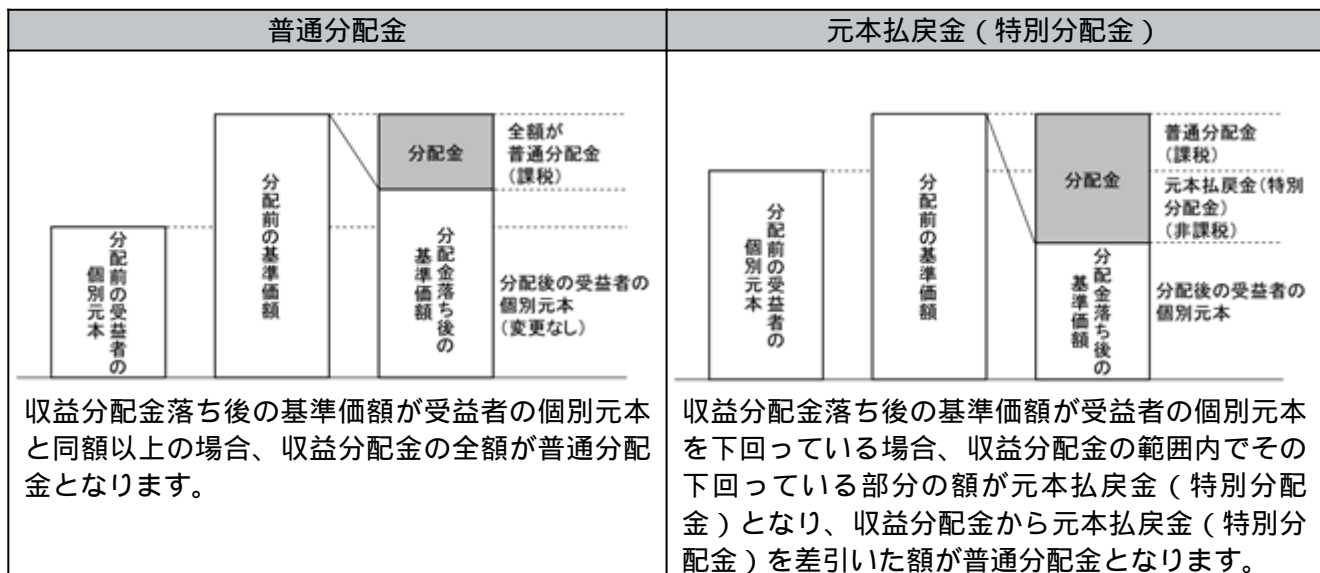 普通分配金
分配前の受益者の
個別元本
分配前の基準価額
分配金
分配金落ち後の
基準価額
全額が
普通分配金
(課税)
分配後の受益者の
個別元本
(変更なし)
収益分配金落ち後の基準価額が受益者の個別元本
と同額以上の場合、収益分配金の全額が普通分配
金となります。
元本払戻金(特別分配金)
分配前の受益者の
個別元本
分配前の基準価額
分配金
分配金落ち後の
基準価額
普通分配金
(課税)
元本払戻金(特別
分配金)
(非課税)
分配後の受益者の
個別元本
収益分配金落ち後の基準価額が受益者の個別元本
を下回っている場合、収益分配金の範囲内でその
下回っている部分の額が元本払戻金(特別分配
金)となり、収益分配金から元本払戻金(特別分
配金)を差引いた額が普通分配金となります。